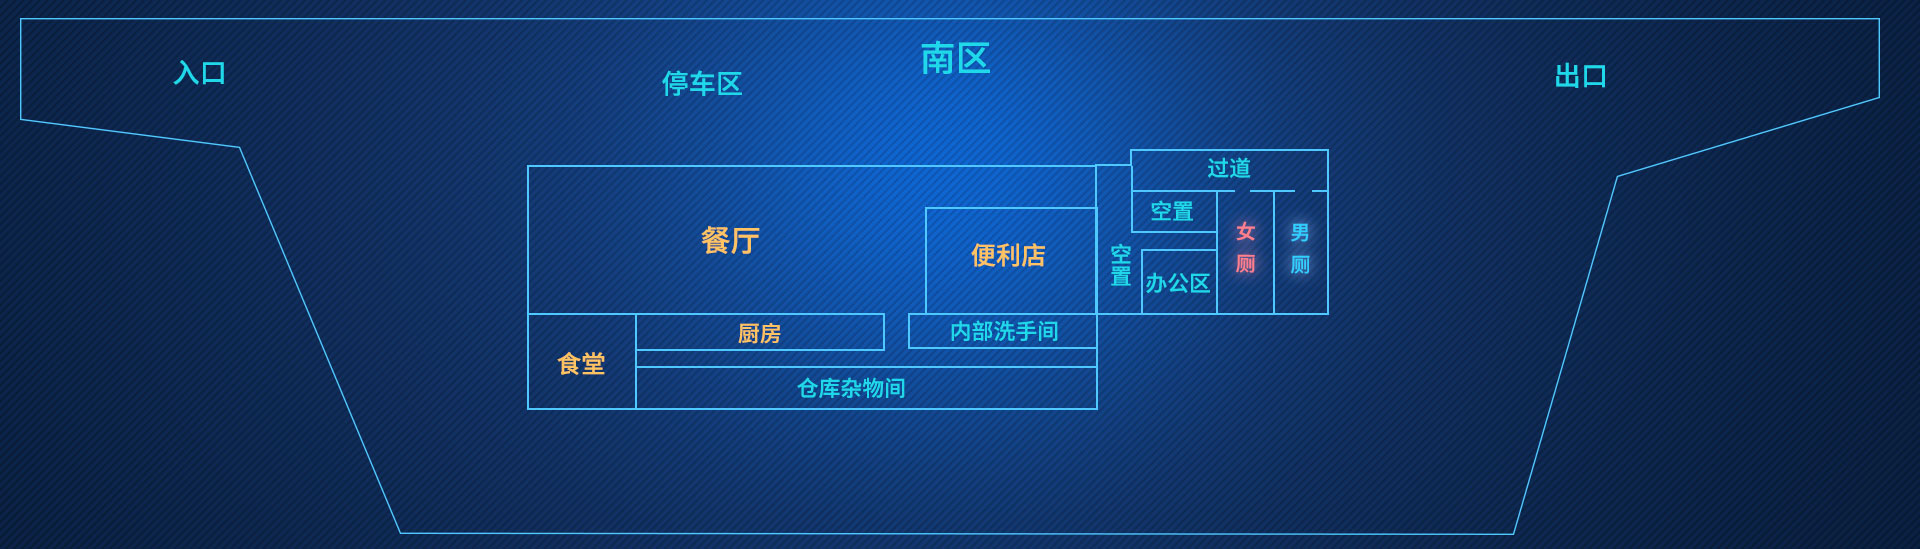 南区
入口
停车区
出口
过道
空置
餐厅
便利店
空置
女厕
男厕
办公区
厨房
内部洗手间
食堂
仓库杂物间